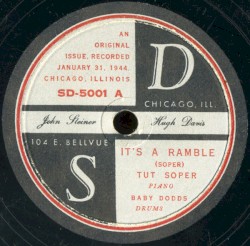 AN
ORIGINAL
ISSUE, RECORDED
JANUARY 31, 1944
CHICAGO, ILLINOIS
SD-5001 A
D
CHICAGO, ILL.
John Steiner
Hugh Davis
104 E. BELLVUE
S
IT'S A RAMBLE
(SOPER)
TUT SOPER
PIANO
BABY DODDS
DRUMS